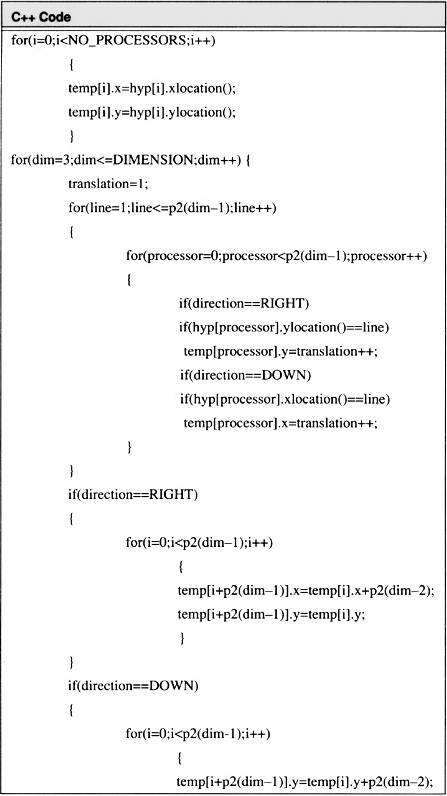 C++ Code
for(i=0;i<NO_PROCESSORS;i++)
{
temp[i].x=hyp[i].xlocation();
temp[i].y=hyp[i].ylocation();
}
for(dim=3;dim<=DIMENSION;dim++) {
translation=1;
for(line=1;line<=p2(dim–1);line++)
{
for(processor=0;processor<p2(dim–1);processor++)
{
if(direction==RIGHT)
if(hyp[processor].ylocation()==line)
temp[processor].y=translation++;
if(direction==DOWN)
if(hyp[processor].xlocation()==line)
temp[processor].x=translation++;
}
}
if(direction==RIGHT)
{
for(i=0;i<p2(dim–1);i++)
{
temp[i+p2(dim–1)].x=temp[i].x+p2(dim–2);
temp[i+p2(dim–1)].y=temp[i].y;
}
}
if(direction==DOWN)
{
for(i=0;i<p2(dim-1);i++)
{
temp[i+p2(dim–1)].y=temp[i].y+p2(dim–2);